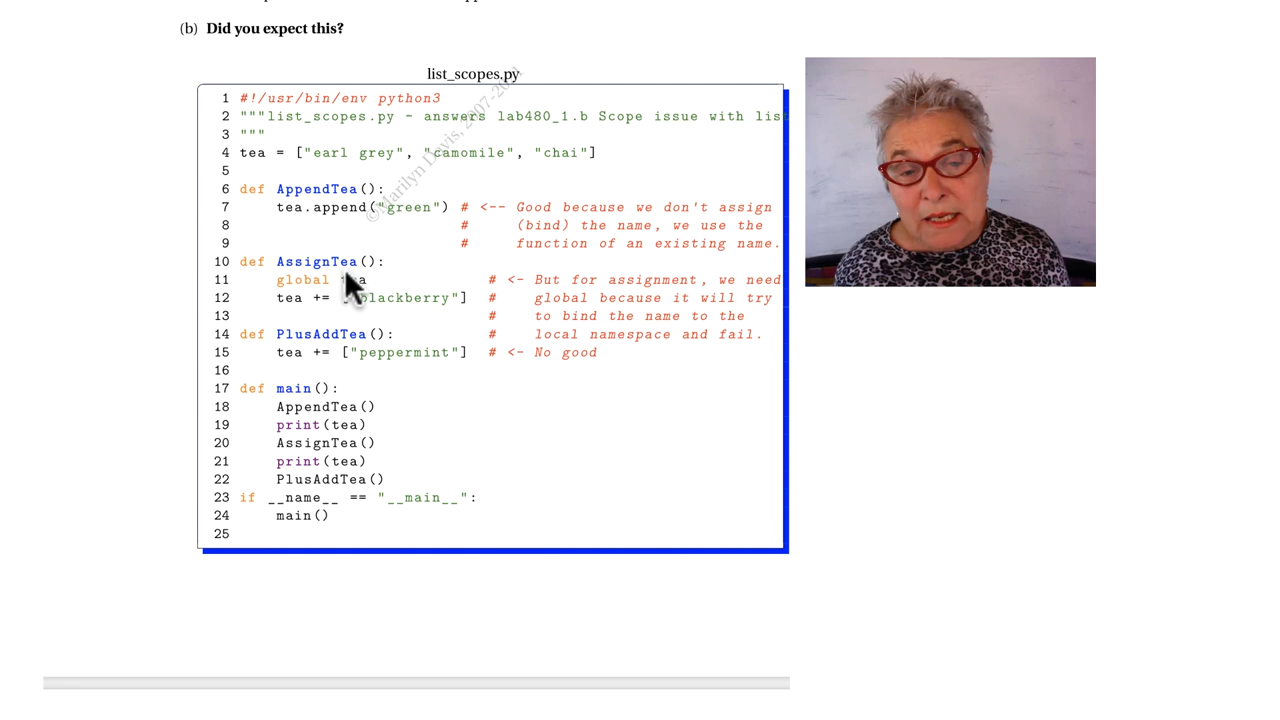 (b) Did you expect this?
list_scopes.py
1 #!/usr/bin/env python3
2 """list_scopes.py - answers lab480_1.b Scope issue with list
3 """
4 tea = ["earl grey", "camomile", "chai"]
5
6 def AppendTea():
7     tea.append("green") # <-- Good because we don't assign
8                         #     (bind) the name, we use the
9                         #     function of an existing name.
10 def AssignTea():
11     global tea             # <- But for assignment, we need
12     tea += ["blackberry"]  #    global because it will try
13                            #    to bind the name to the
14 def PlusAddTea():          #    local namespace and fail.
15     tea += ["peppermint"]  # <- No good
16
17 def main():
18     AppendTea()
19     print(tea)
20     AssignTea()
21     print(tea)
22     PlusAddTea()
23 if __name__ == "__main__":
24     main()
25
©Marilyn Davis, 2007-